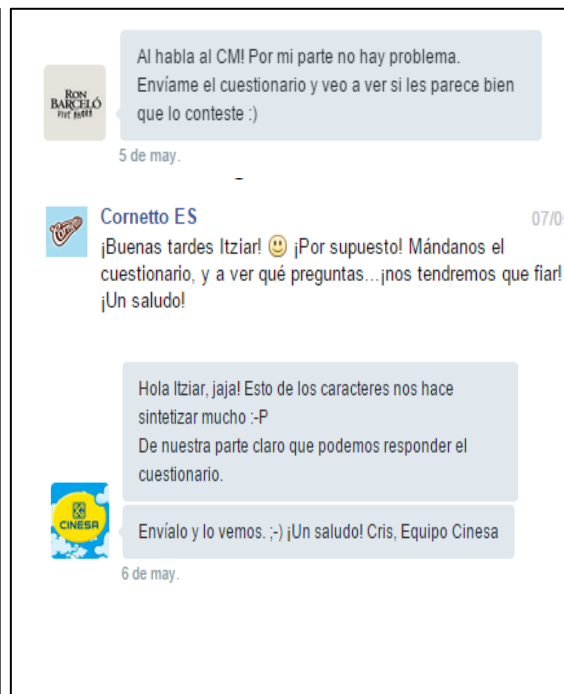 Al habla al CM! Por mi parte no hay problema.
Envíame el cuestionario y veo a ver si les parece bien
que lo conteste :)
RON
BARCELÓ
VIVE AHORA
5 de may.
Cornetto ES
07/0
¡Buenas tardes Itziar! ¡Por supuesto! Mándanos el
cuestionario, y a ver qué preguntas...¡nos tendremos que fiar!
¡Un saludo!
Hola Itziar, jaja! Esto de los caracteres nos hace
sintetizar mucho :-P
De nuestra parte claro que podemos responder el
cuestionario.
CINESA
Envíalo y lo vemos. ;-) ¡Un saludo! Cris, Equipo Cinesa
6 de may.